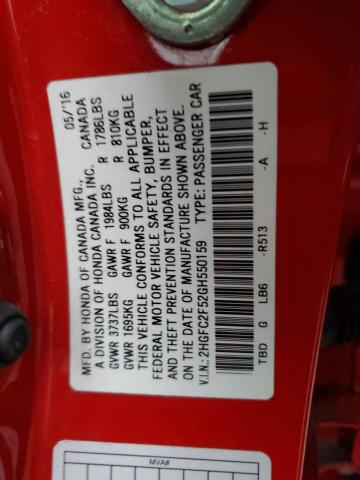 MFD. BY HONDA OF CANADA MFG., 05/'16
A DIVISION OF HONDA CANADA INC. CANADA
GVWR 3737LBS GAWR F 1984LBS R 1786LBS
GVWR 1695KG GAWR F 900KG R 810KG
THIS VEHICLE CONFORMS TO ALL APPLICABLE
FEDERAL MOTOR VEHICLE SAFETY, BUMPER,
AND THEFT PREVENTION STANDARDS IN EFFECT
ON THE DATE OF MANUFACTURE SHOWN ABOVE.
V.I.N.: 2HGFC2F52GH550159 TYPE: PASSENGER CAR
TBD G LB6 -R513 -A -H
MVA#